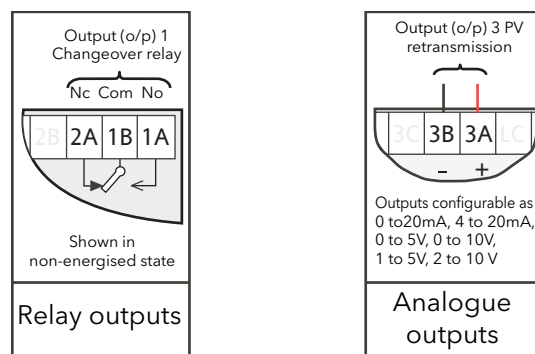 Output (o/p) 1
Changeover relay
Nc Com No
2B 2A 1B 1A
Shown in
non-energised state
Relay outputs
Output (o/p) 3 PV
retransmission
3C 3B 3A LC
– +
Outputs configurable as
0 to20mA, 4 to 20mA,
0 to 5V, 0 to 10V,
1 to 5V, 2 to 10 V
Analogue
outputs